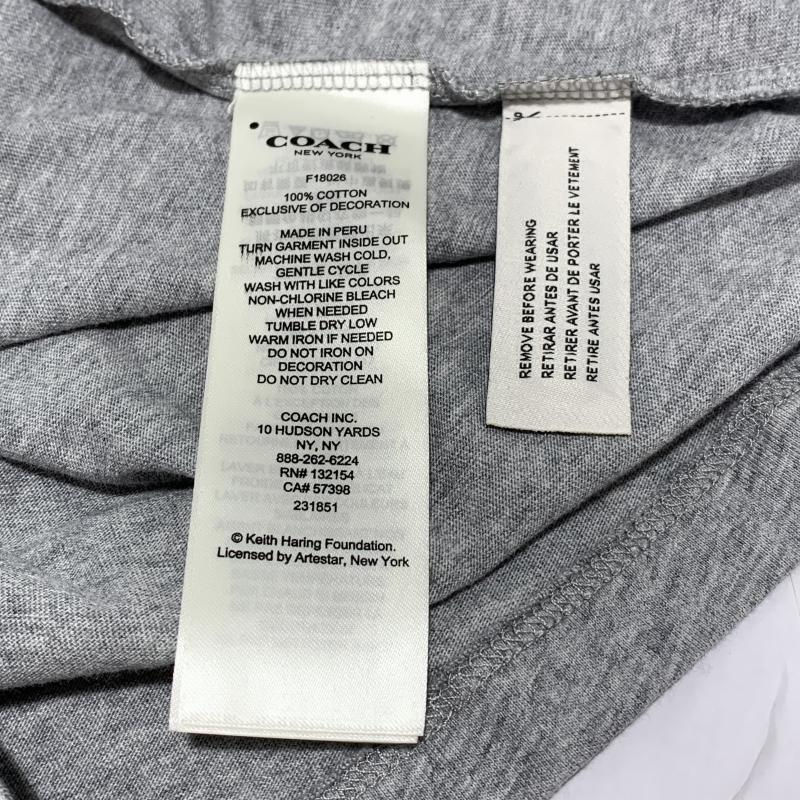 COACH
NEW YORK
F18026
100% COTTON
EXCLUSIVE OF DECORATION
MADE IN PERU
TURN GARMENT INSIDE OUT
MACHINE WASH COLD,
GENTLE CYCLE
WASH WITH LIKE COLORS
NON-CHLORINE BLEACH
WHEN NEEDED
TUMBLE DRY LOW
WARM IRON IF NEEDED
DO NOT IRON ON
DECORATION
DO NOT DRY CLEAN
COACH INC.
10 HUDSON YARDS
NY, NY
888-262-6224
RN# 132154
CA# 57398
231851
© Keith Haring Foundation.
Licensed by Artestar, New York
REMOVE BEFORE WEARING
RETIRAR ANTES DE USAR
RETIRER AVANT DE PORTER LE VETEMENT
RETIRE ANTES USAR